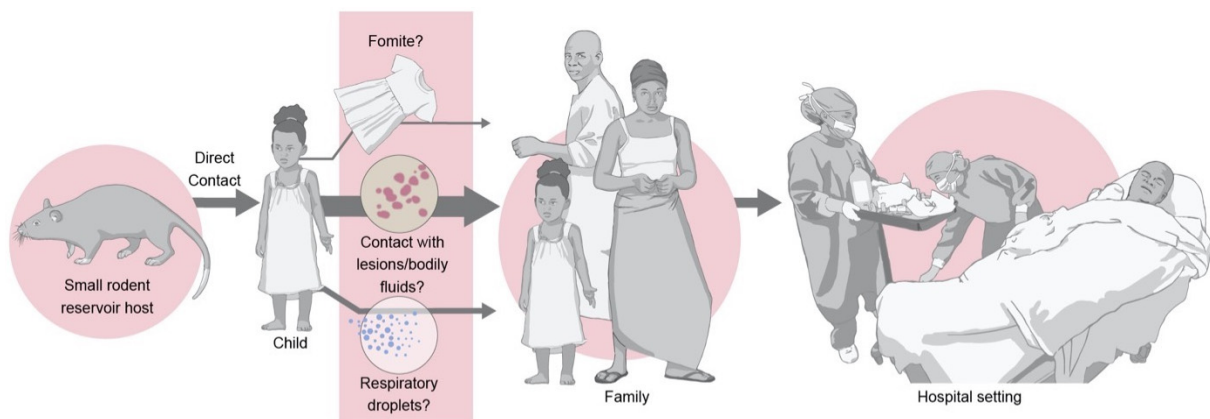 Small rodent
reservoir host
Direct
Contact
Child
Fomite?
Contact with
lesions/bodily
fluids?
Respiratory
droplets?
Family
Hospital setting